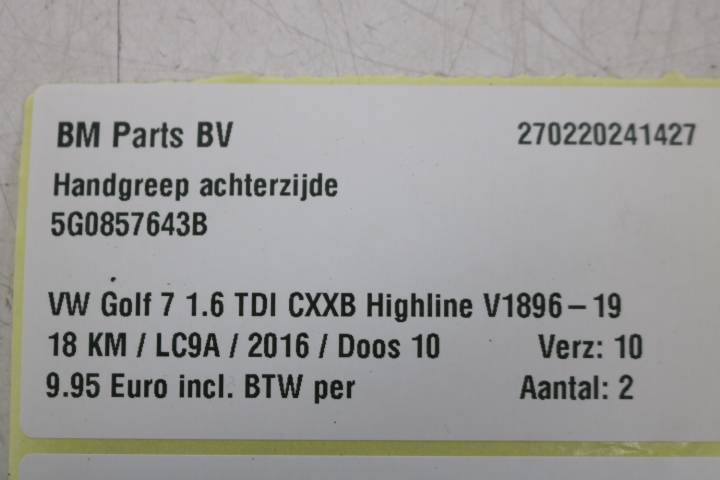 BM Parts BV 270220241427
Handgreep achterzijde
5G0857643B
VW Golf 7 1.6 TDI CXXB Highline V1896 – 19
18 KM / LC9A / 2016 / Doos 10 Verz: 10
9.95 Euro incl. BTW per Aantal: 2